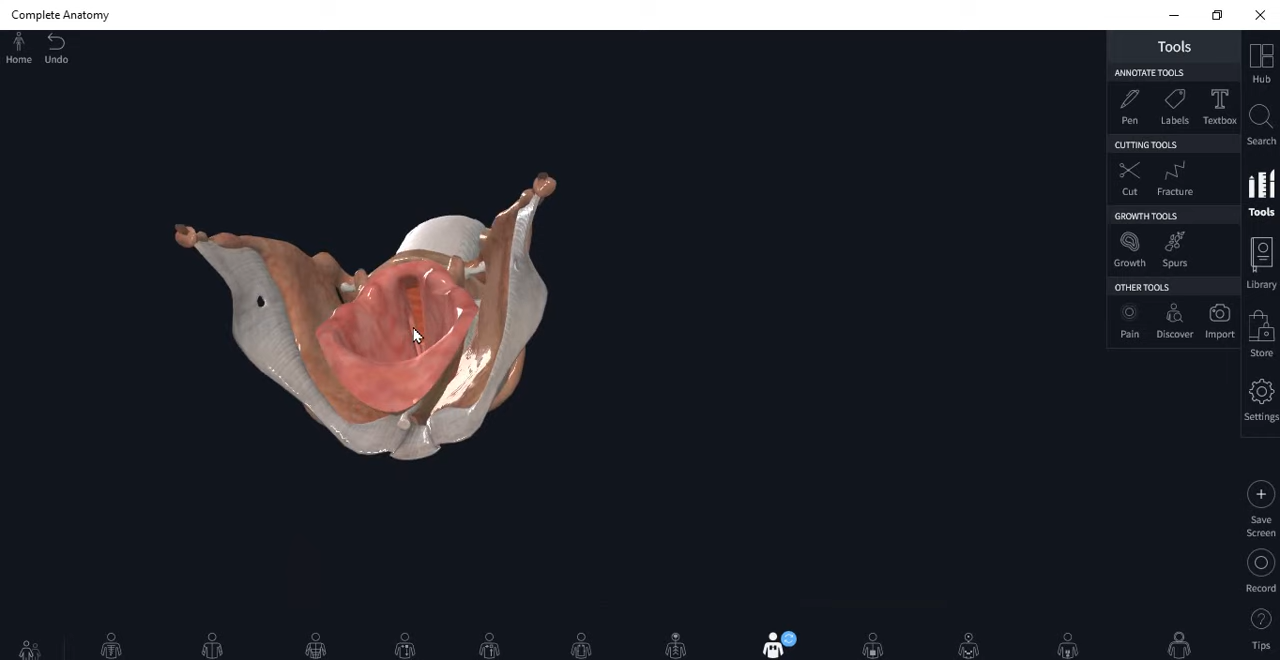 Complete Anatomy
Home
Undo
Tools
ANNOTATE TOOLS
Pen
Labels
Textbox
CUTTING TOOLS
Cut
Fracture
GROWTH TOOLS
Growth
Spurs
OTHER TOOLS
Pain
Discover
Import
Hub
Search
Tools
Library
Store
Settings
Save
Screen
Record
Tips